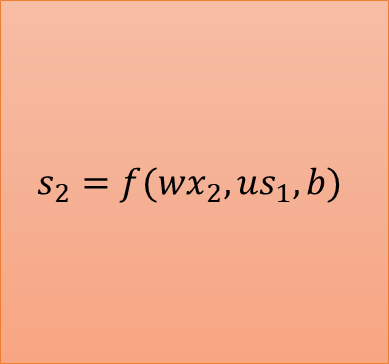 s₂ = f(wx₂, us₁, b)